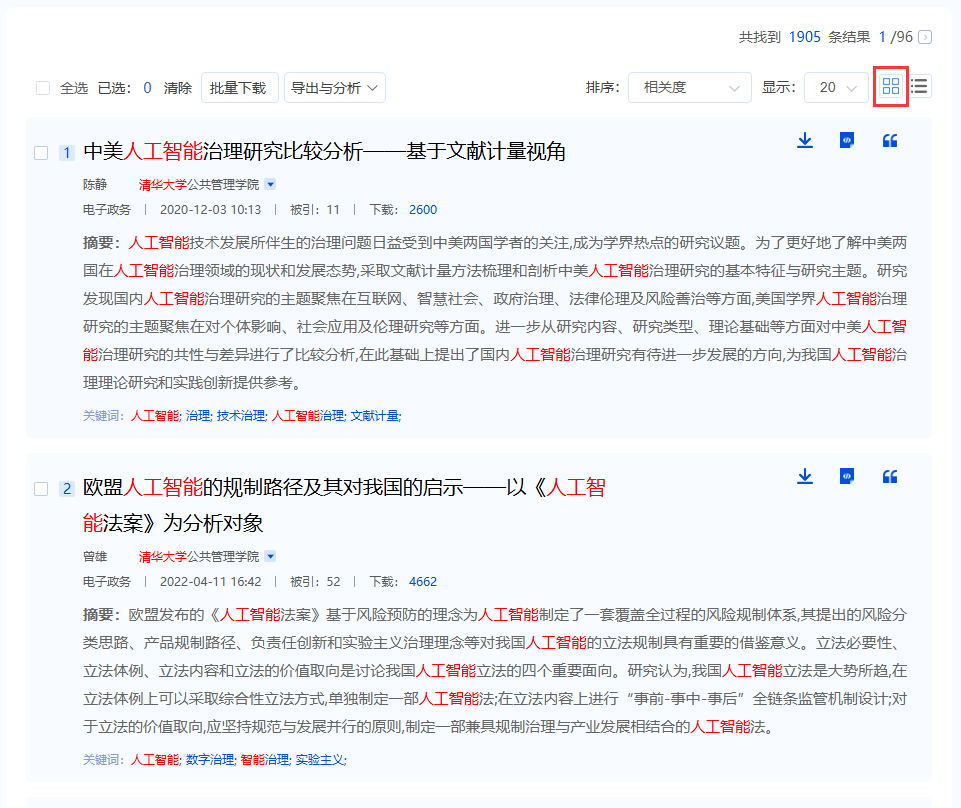 共找到 1905 条结果 1 /96
全选 已选： 0 清除 批量下载 导出与分析 排序： 相关度 显示： 20
1 中美人工智能治理研究比较分析——基于文献计量视角
陈静 清华大学公共管理学院
电子政务 | 2020-12-03 10:13 | 被引：11 | 下载： 2600
摘要：人工智能技术发展所伴生的治理问题日益受到中美两国学者的关注,成为学界热点的研究议题。为了更好地了解中美两
国在人工智能治理领域的现状和发展态势,采取文献计量方法梳理和剖析中美人工智能治理研究的基本特征与研究主题。研究
发现国内人工智能治理研究的主题聚焦在互联网、智慧社会、政府治理、法律伦理及风险善治等方面,美国学界人工智能治理
研究的主题聚焦在对个体影响、社会应用及伦理研究等方面。进一步从研究内容、研究类型、理论基础等方面对中美人工智
能治理研究的共性与差异进行了比较分析,在此基础上提出了国内人工智能治理研究有待进一步发展的方向,为我国人工智能治
理理论研究和实践创新提供参考。
关键词：人工智能; 治理; 技术治理; 人工智能治理; 文献计量;
2 欧盟人工智能的规制路径及其对我国的启示——以《人工智
能法案》为分析对象
曾雄 清华大学公共管理学院
电子政务 | 2022-04-11 16:42 | 被引：52 | 下载： 4662
摘要：欧盟发布的《人工智能法案》基于风险预防的理念为人工智能制定了一套覆盖全过程的风险规制体系,其提出的风险分
类思路、产品规制路径、负责任创新和实验主义治理理念等对我国人工智能的立法规制具有重要的借鉴意义。立法必要性、
立法体例、立法内容和立法的价值取向是讨论我国人工智能立法的四个重要面向。研究认为,我国人工智能立法是大势所趋,在
立法体例上可以采取综合性立法方式,单独制定一部人工智能法;在立法内容上进行“事前-事中-事后”全链条监管机制设计;对
于立法的价值取向,应坚持规范与发展并行的原则,制定一部兼具规制治理与产业发展相结合的人工智能法。
关键词：人工智能; 数字治理; 智能治理; 实验主义;